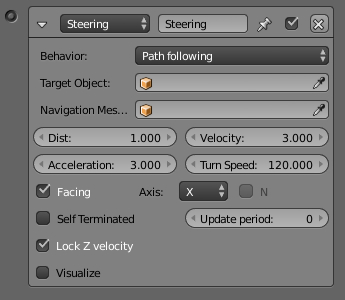 Steering Steering
Behavior: Path following
Target Object:
Navigation Mes...
Dist: 1.000 Velocity: 3.000
Acceleration: 3.000 Turn Speed: 120.000
Facing Axis: X N
Self Terminated Update period: 0
Lock Z velocity
Visualize